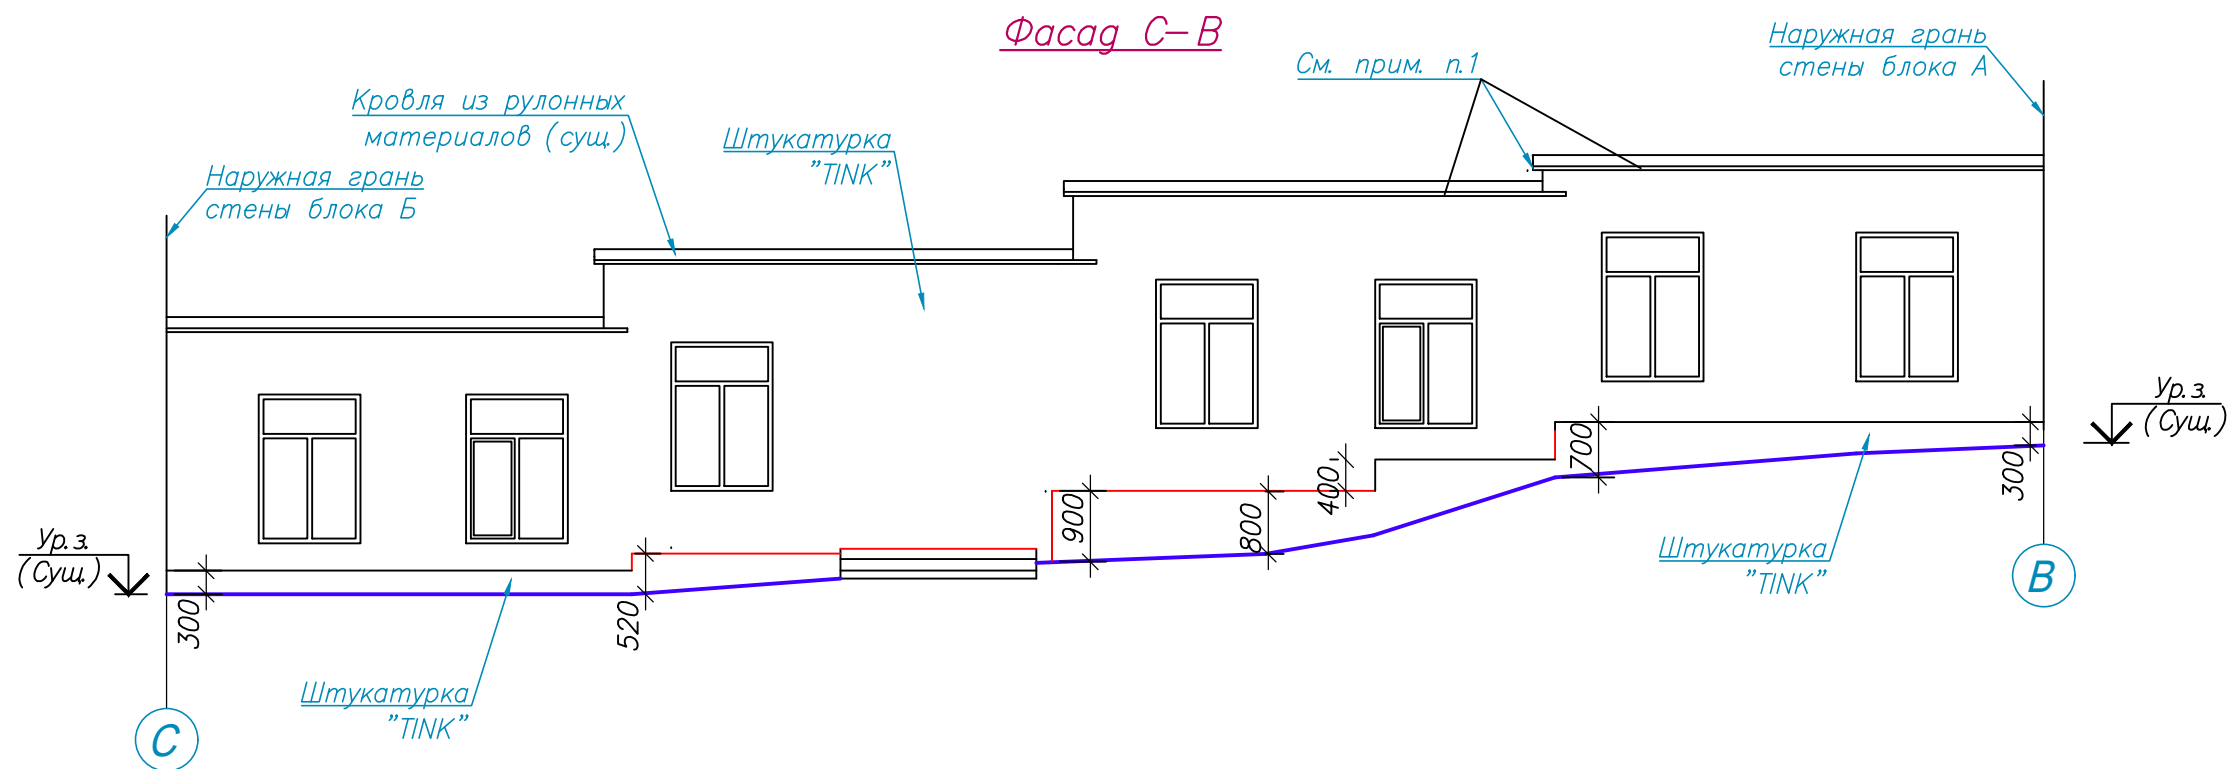 Фасад С-В
Наружная грань
стены блока А
См. прим. п.1
Кровля из рулонных
материалов (сущ.)
Штукатурка
"TINK"
Наружная грань
стены блока Б
Ур.з.
(Сущ.)
700
300
400
900
800
Ур.з.
(Сущ.)
300
520
Штукатурка
"TINK"
В
Штукатурка
"TINK"
С